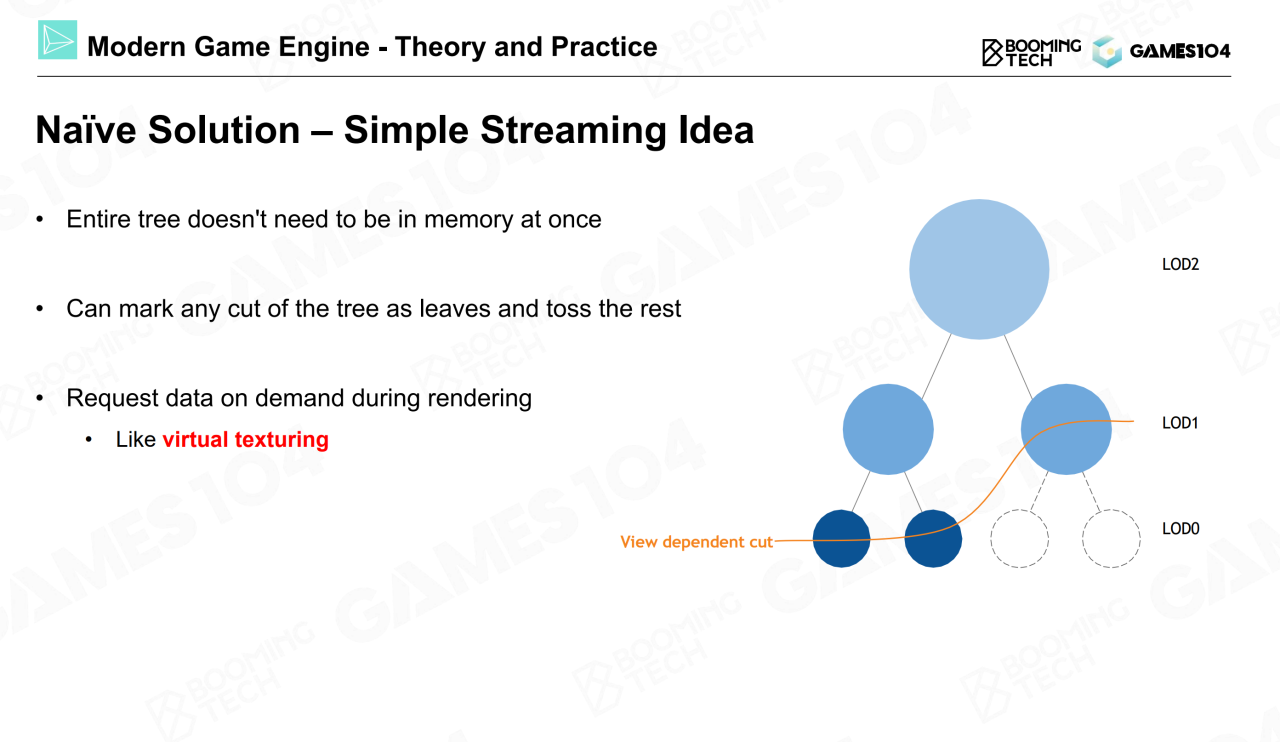 Modern Game Engine - Theory and Practice
BOOMING
TECH
GAMES104
Naïve Solution – Simple Streaming Idea
• Entire tree doesn't need to be in memory at once
• Can mark any cut of the tree as leaves and toss the rest
• Request data on demand during rendering
• Like virtual texturing
LOD2
LOD1
LOD0
View dependent cut